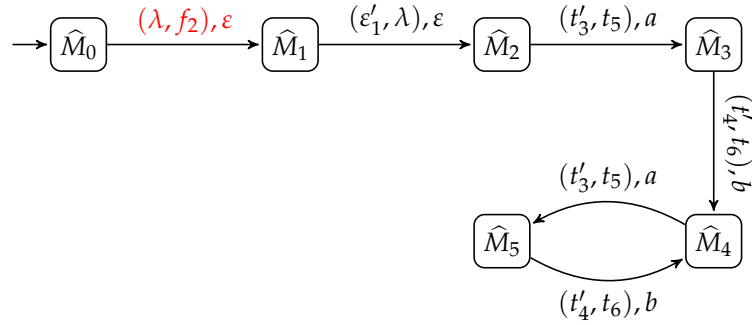 (λ, f₂), ε
(ε′₁, λ), ε
(t′₃, t₅), a
M̂₀
M̂₁
M̂₂
M̂₃
(t′₄, t₆), b
(t′₃, t₅), a
M̂₅
M̂₄
(t′₄, t₆), b